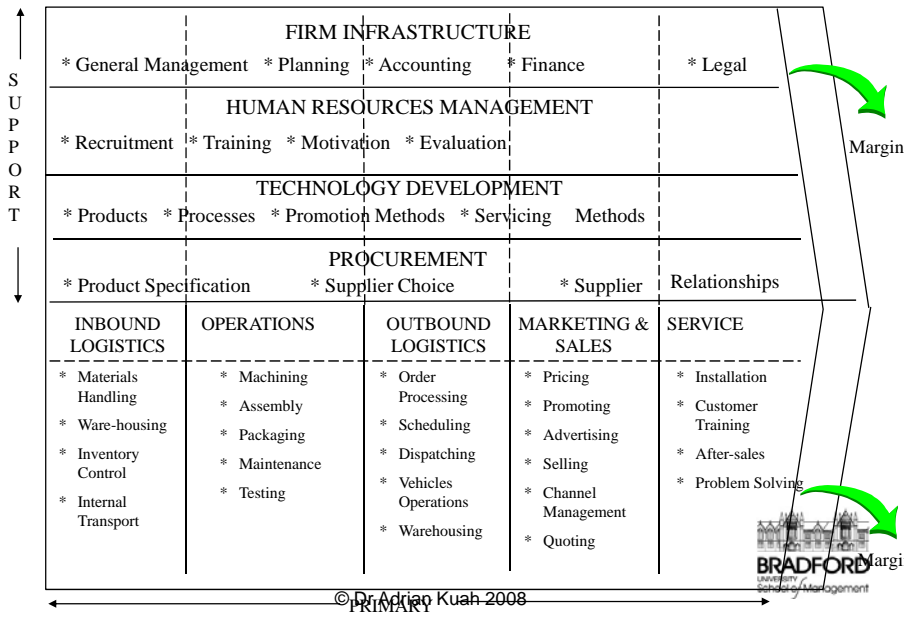 FIRM INFRASTRUCTURE
* General Management * Planning * Accounting * Finance * Legal
HUMAN RESOURCES MANAGEMENT
* Recruitment * Training * Motivation * Evaluation
TECHNOLOGY DEVELOPMENT
* Products * Processes * Promotion Methods * Servicing Methods
PROCUREMENT
* Product Specification * Supplier Choice * Supplier Relationships
SUPPORT
Margin
INBOUND
LOGISTICS
* Materials
Handling
* Ware-housing
* Inventory
Control
* Internal
Transport
OPERATIONS
* Machining
* Assembly
* Packaging
* Maintenance
* Testing
OUTBOUND
LOGISTICS
* Order
Processing
* Scheduling
* Dispatching
* Vehicles
Operations
* Warehousing
MARKETING &
SALES
* Pricing
* Promoting
* Advertising
* Selling
* Channel
Management
* Quoting
SERVICE
* Installation
* Customer
Training
* After-sales
* Problem Solving
Margi
BRADFORD
UNIVERSITY
School of Management
© Dr Adrian Kuah 2008
PRIMARY